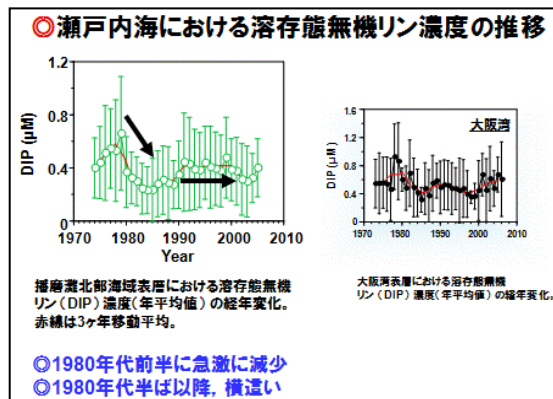 ◎瀬戸内海における溶存態無機リン濃度の推移
1.2
0.8
0.4
0
DIP (μM)
1970 1980 1990 2000 2010
Year
播磨灘北部海域表層における溶存態無機
リン(DIP)濃度(年平均値)の経年変化。
赤線は3ヶ年移動平均。
大阪湾
1.6
1.2
0.8
0.4
0.0
DIP (μM)
1970 1980 1990 2000 2010
大阪湾表層における溶存態無機
リン(DIP)濃度(年平均値)の経年変化。
◎1980年代前半に急激に減少
◎1980年代半ば以降,横這い